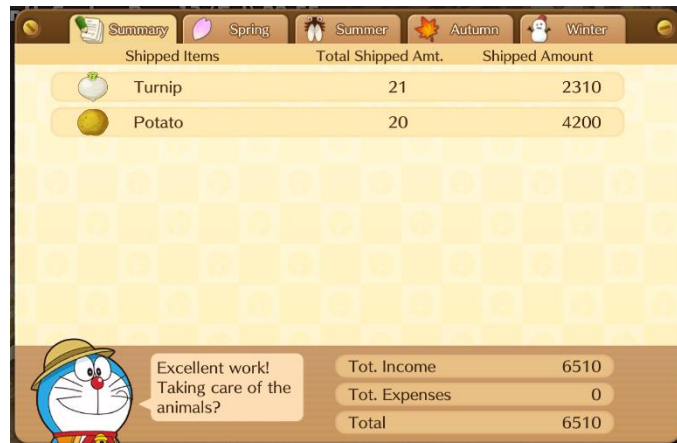 Summary Spring Summer Autumn Winter
Shipped Items Total Shipped Amt. Shipped Amount
Turnip 21 2310
Potato 20 4200
Excellent work!
Taking care of the
animals?
Tot. Income 6510
Tot. Expenses 0
Total 6510